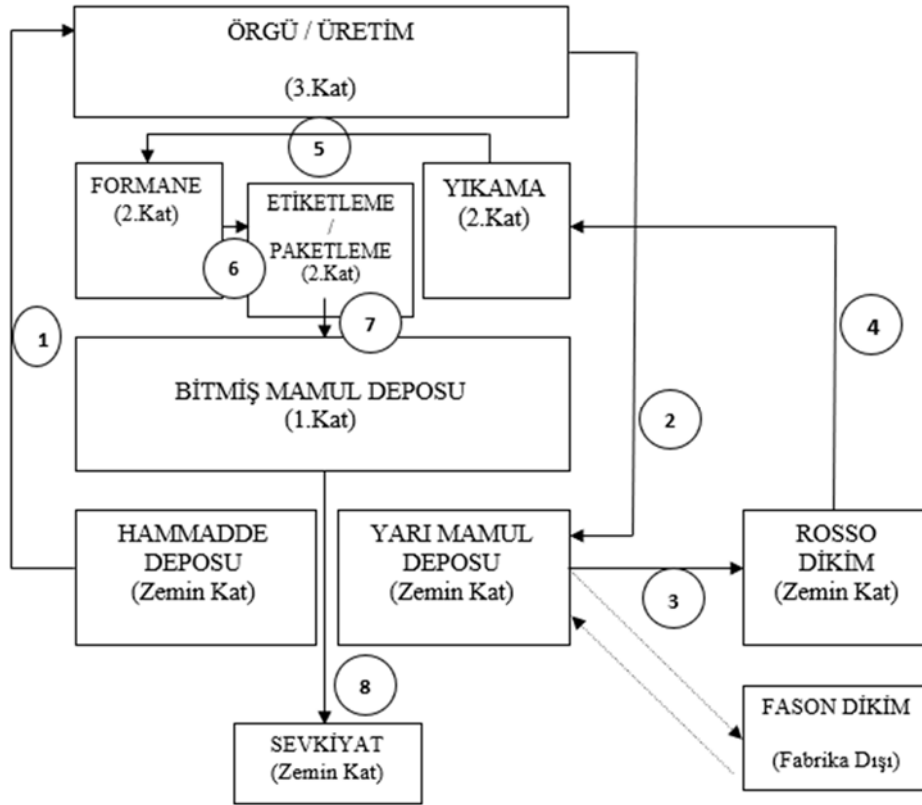 ÖRGÜ / ÜRETİM
(3.Kat)
5
FORMANE
(2.Kat)
ETİKETLEME
/
PAKETLEME
(2.Kat)
YIKAMA
(2.Kat)
6
7
1
4
BİTMİŞ MAMUL DEPOSU
(1.Kat)
2
HAMMADDE
DEPOSU
(Zemin Kat)
YARI MAMUL
DEPOSU
(Zemin Kat)
3
ROSSO
DİKİM
(Zemin Kat)
8
SEVKİYAT
(Zemin Kat)
FASON DİKİM
(Fabrika Dışı)